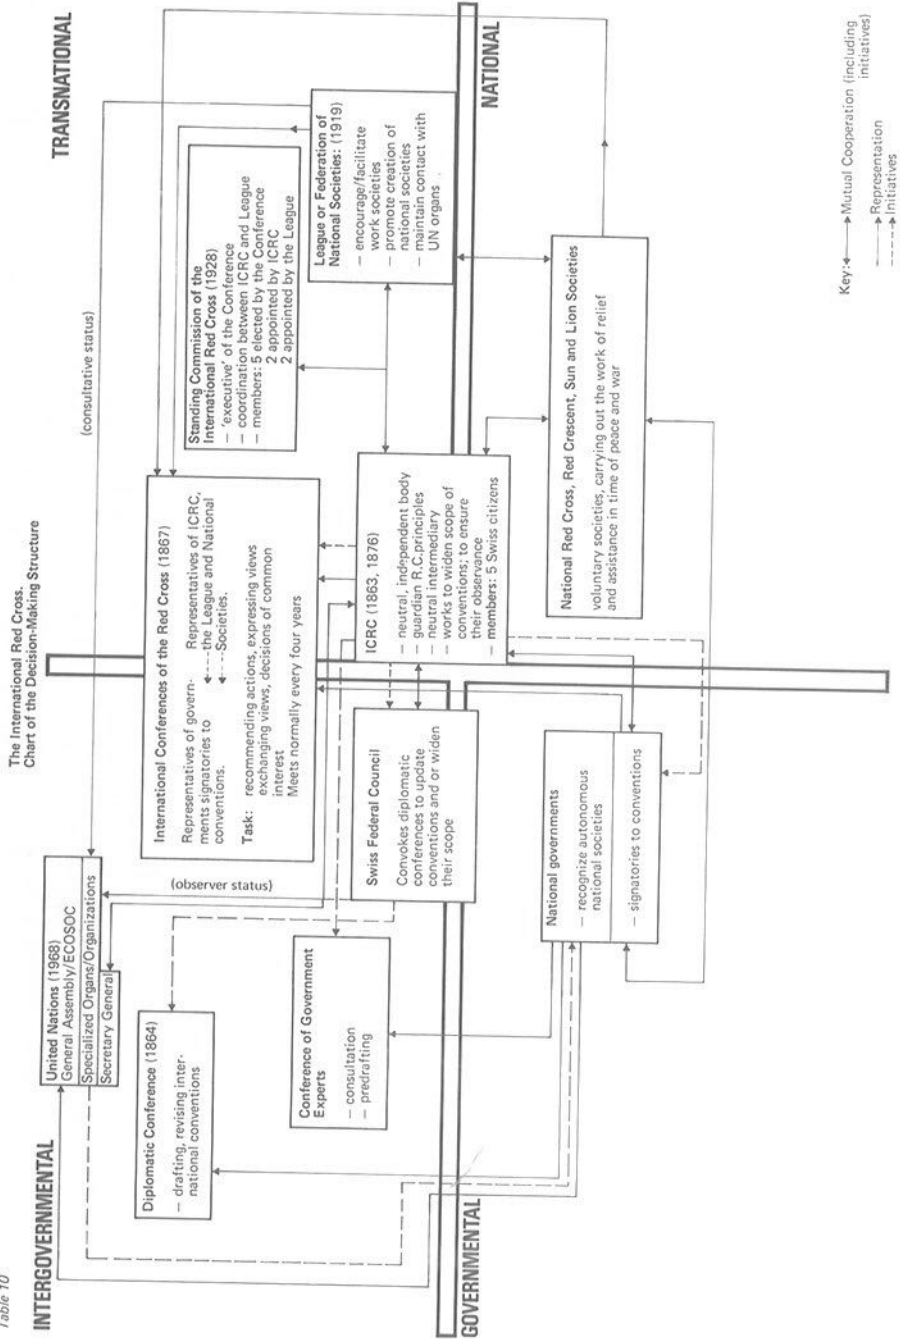 Table 10
The International Red Cross.
Chart of the Decision-Making Structure
INTERGOVERNMENTAL
TRANSNATIONAL
United Nations (1968)
General Assembly/ECOSOC
Specialized Organs/Organizations
Secretary General
(consultative status)
(observer status)
Diplomatic Conference (1864)
— drafting, revising inter-
national conventions
Conference of Government
Experts
— consultation
— predrafting
International Conferences of the Red Cross (1867)
Representatives of govern-
ments signatories to
conventions.
Representatives of ICRC,
the League and National
Societies.
Task: recommending actions, expressing views
exchanging views, decisions of common
interest
Meets normally every four years
Standing Commission of the
International Red Cross (1928)
— 'executive' of the Conference
— coordination between ICRC and League
— members: 5 elected by the Conference
2 appointed by ICRC
2 appointed by the League
League or Federation of
National Societies: (1919)
— encourage/facilitate
work societies
— promote creation of
national societies
— maintain contact with
UN organs
Swiss Federal Council
Convokes diplomatic
conferences to update
conventions and or widen
their scope
ICRC (1863, 1876)
— neutral, independent body
— guardian R.C.principles
— neutral intermediary
— works to widen scope of
conventions; to ensure
their observance
— members: 5 Swiss citizens
GOVERNMENTAL
NATIONAL
National governments
— recognize autonomous
national societies
— signatories to conventions
National Red Cross, Red Crescent, Sun and Lion Societies
voluntary societies, carrying out the work of relief
and assistance in time of peace and war
Key: Mutual Cooperation (including
initiatives)
Representation
Initiatives